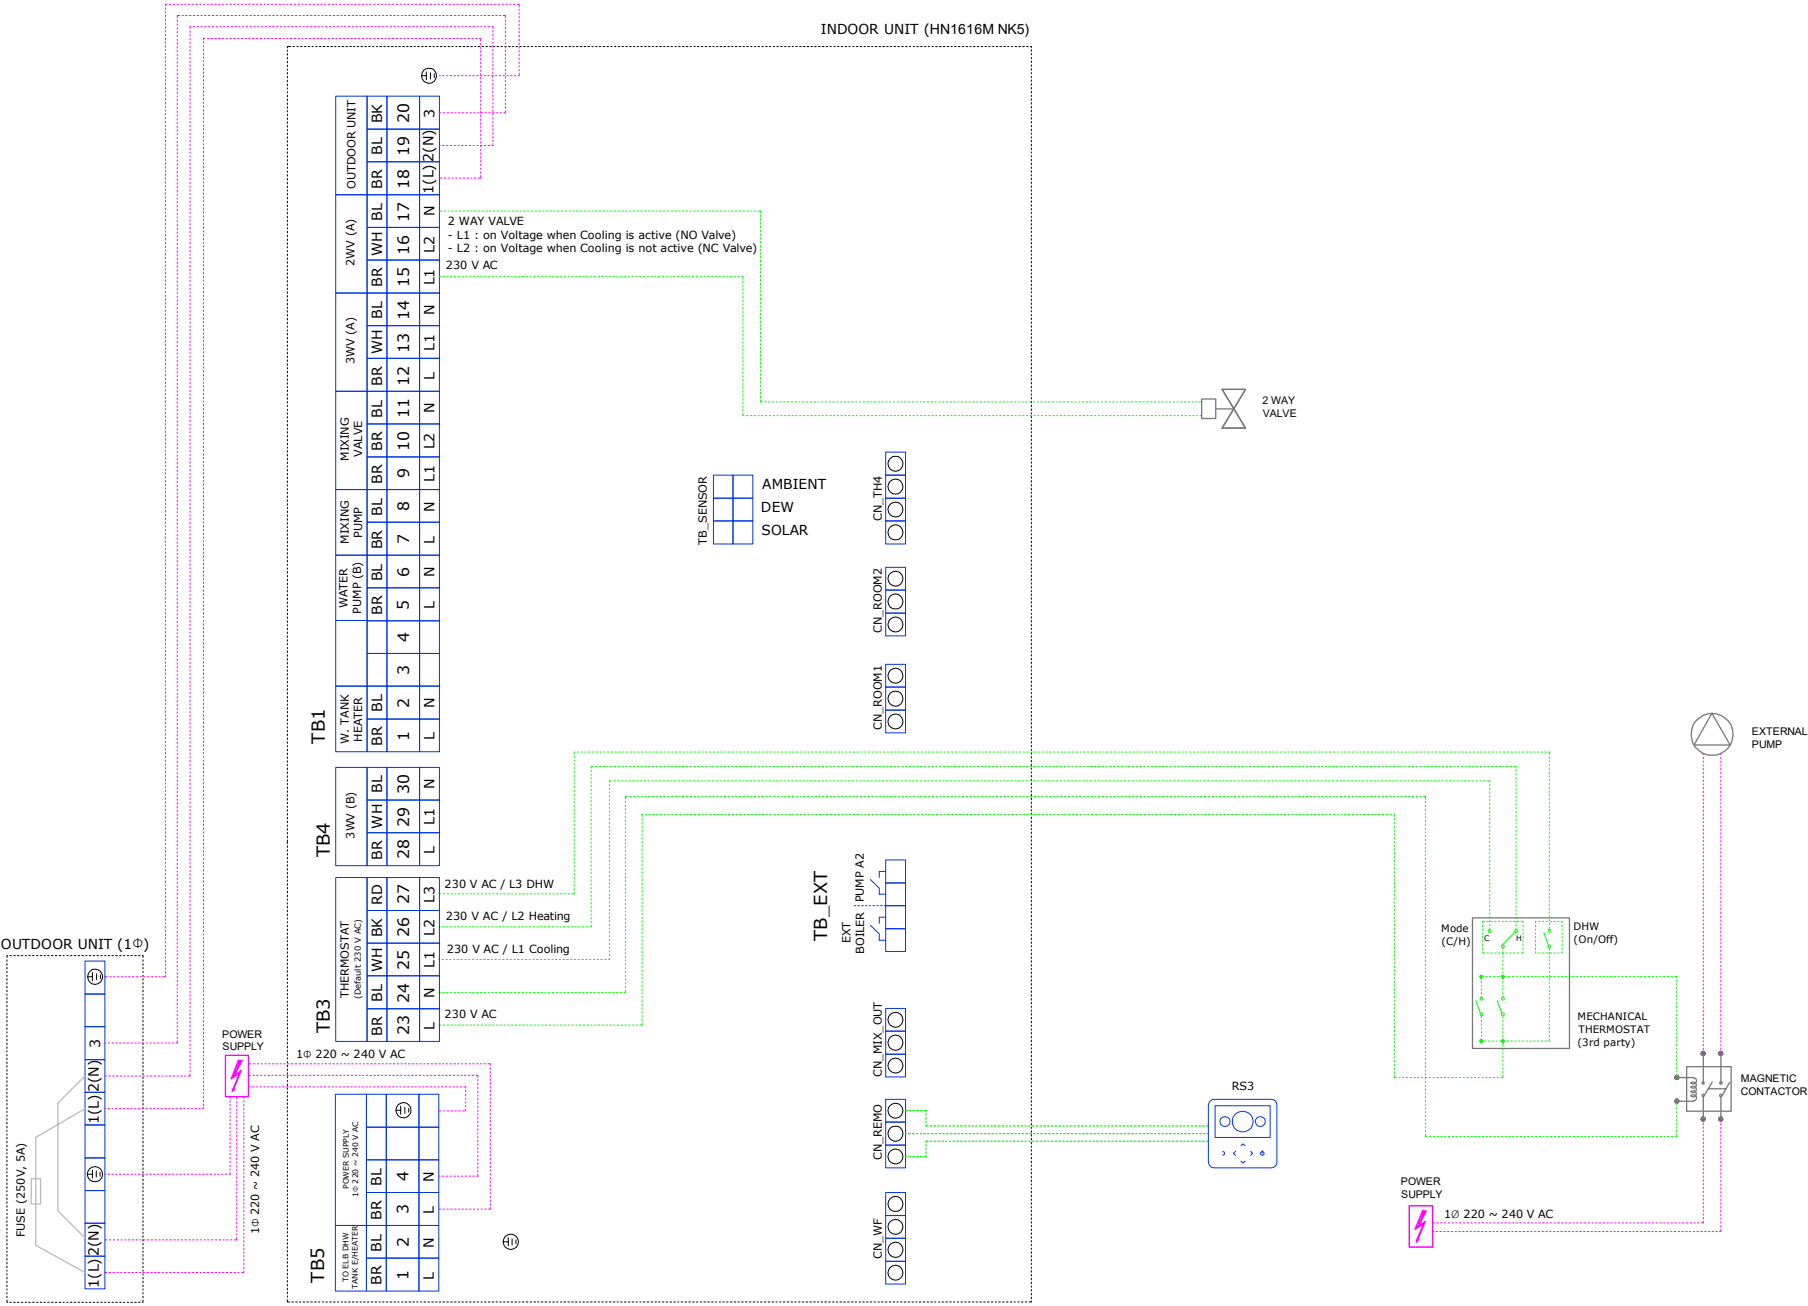 INDOOR UNIT (HN1616M NK5)
OUTDOOR UNIT
BK
20
3
BL
19
2(N)
BR
18
1(L)
2WV (A)
BL
17
N
WH
16
L2
BR
15
L1
2 WAY VALVE
- L1 : on Voltage when Cooling is active (NO Valve)
- L2 : on Voltage when Cooling is not active (NC Valve)
230 V AC
3WV (A)
BL
14
N
WH
13
L1
BR
12
L
MIXING
VALVE
BL
11
N
BR
10
L2
BR
9
L1
MIXING
PUMP
BL
8
N
BR
7
L
WATER
PUMP (B)
BL
6
N
BR
5
L
4
3
W. TANK
HEATER
BL
2
N
BR
1
L
TB1
2 WAY
VALVE
TB_SENSOR
AMBIENT
DEW
SOLAR
CN_TH4
CN_ROOM2
CN_ROOM1
TB4
3WV (B)
BL
30
N
WH
29
L1
BR
28
L
TB3
THERMOSTAT
(Default 230 V AC)
RD
27
L3
BK
26
L2
WH
25
L1
BL
24
N
BR
23
L
230 V AC / L3 DHW
230 V AC / L2 Heating
230 V AC / L1 Cooling
230 V AC
TB_EXT
PUMP A2
EXT
BOILER
CN_MIX_OUT
CN_REMO
CN_WF
EXTERNAL
PUMP
Mode
(C/H)
C
H
DHW
(On/Off)
MECHANICAL
THERMOSTAT
(3rd party)
MAGNETIC
CONTACTOR
RS3
POWER
SUPPLY
1Ø 220 ~ 240 V AC
OUTDOOR UNIT (1Φ)
3
2(N)
1(L)
2(N)
1(L)
FUSE (250V, 5A)
POWER
SUPPLY
1Φ 220 ~ 240 V AC
1Φ 220 ~ 240 V AC
TB5
POWER SUPPLY
1Φ 220 ~ 240 V AC
BL
4
N
BR
3
L
TO ELB DHW
TANK E/HEATER
BL
2
N
BR
1
L